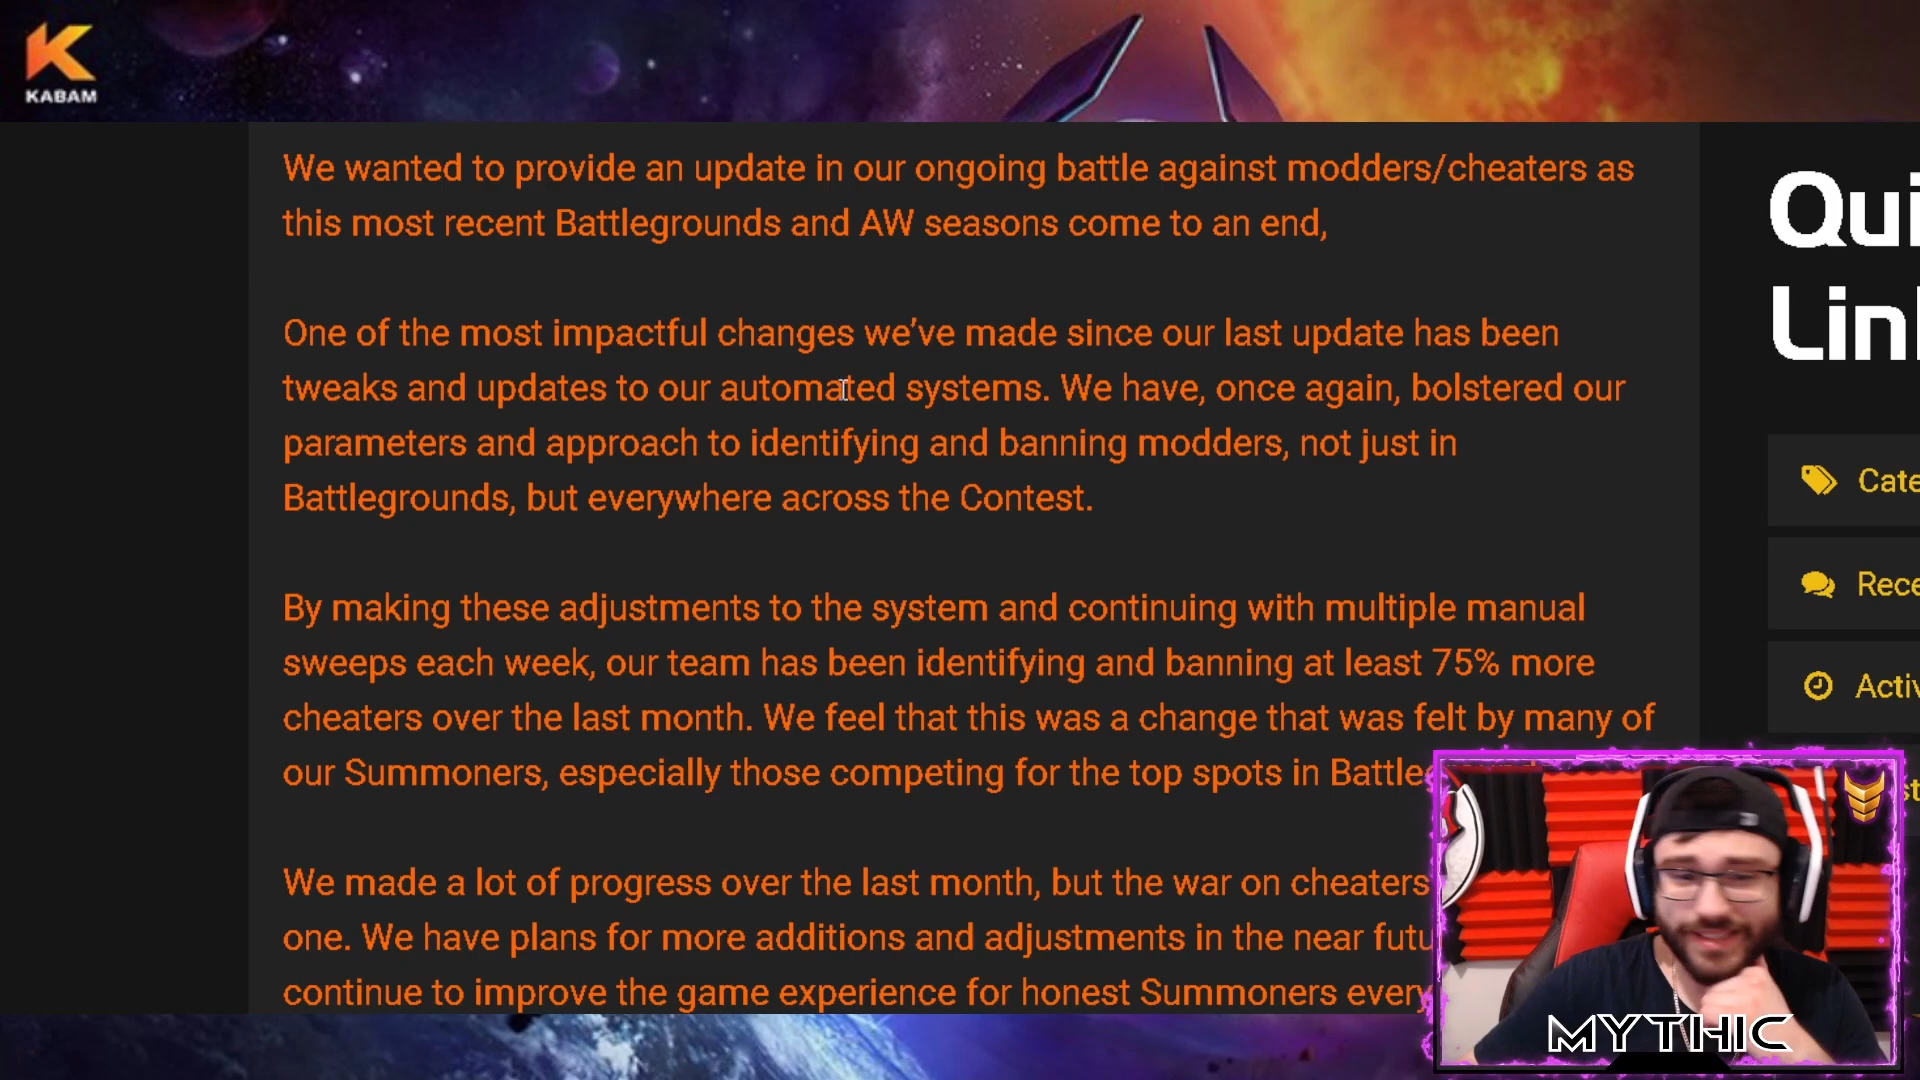 KABAM
We wanted to provide an update in our ongoing battle against modders/cheaters as
this most recent Battlegrounds and AW seasons come to an end,
One of the most impactful changes we’ve made since our last update has been
tweaks and updates to our automated systems. We have, once again, bolstered our
parameters and approach to identifying and banning modders, not just in
Battlegrounds, but everywhere across the Contest.
By making these adjustments to the system and continuing with multiple manual
sweeps each week, our team has been identifying and banning at least 75% more
cheaters over the last month. We feel that this was a change that was felt by many of
our Summoners, especially those competing for the top spots in
We made a lot of progress over the last month, but the war on cheaters
one. We have plans for more additions and adjustments in the near
continue to improve the game experience for honest Summoners
MYTHIC